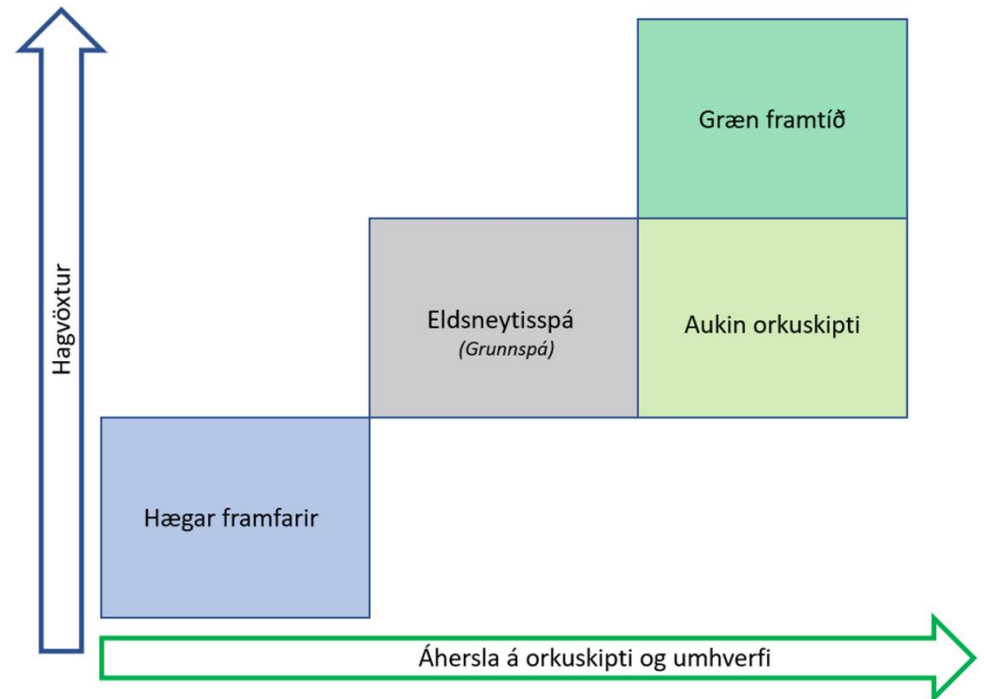 Græn framtíð
Hagvöxtur
Eldsneytisspá
(Grunnspá)
Aukin orkuskipti
Hægar framfarir
Áhersla á orkuskipti og umhverfi